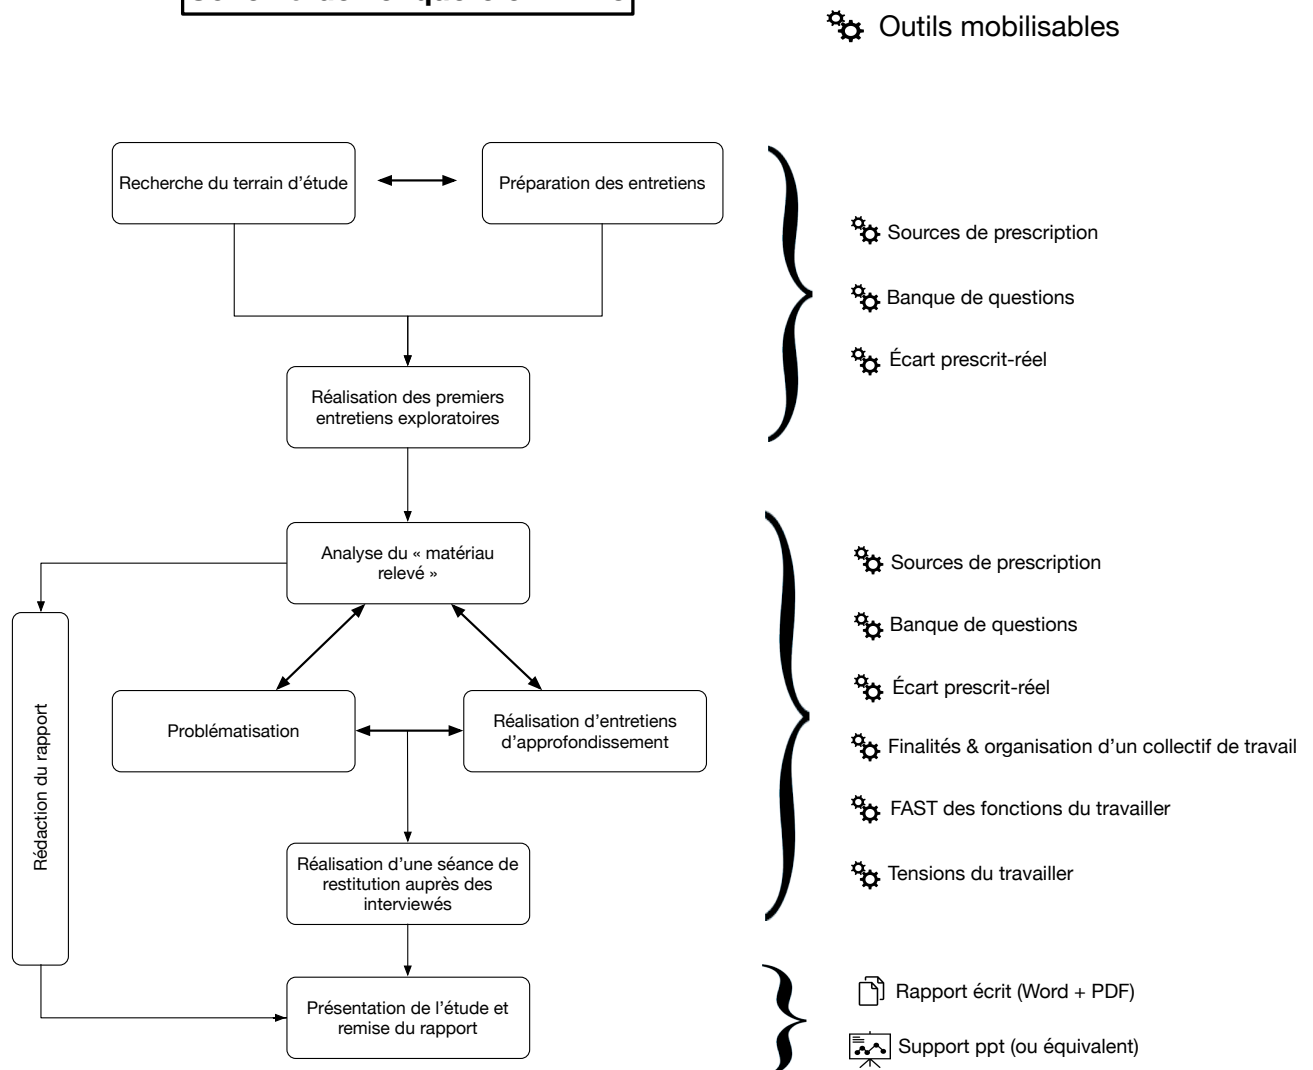 Outils mobilisables
Recherche du terrain d'étude
Préparation des entretiens
Sources de prescription
Banque de questions
Écart prescrit-réel
Réalisation des premiers
entretiens exploratoires
Analyse du « matériau
relevé »
Sources de prescription
Banque de questions
Écart prescrit-réel
Rédaction du rapport
Problématisation
Réalisation d'entretiens
d'approfondissement
Finalités & organisation d'un collectif de travail
FAST des fonctions du travailler
Tensions du travailler
Réalisation d'une séance de
restitution auprès des
interviewés
Présentation de l'étude et
remise du rapport
Rapport écrit (Word + PDF)
Support ppt (ou équivalent)